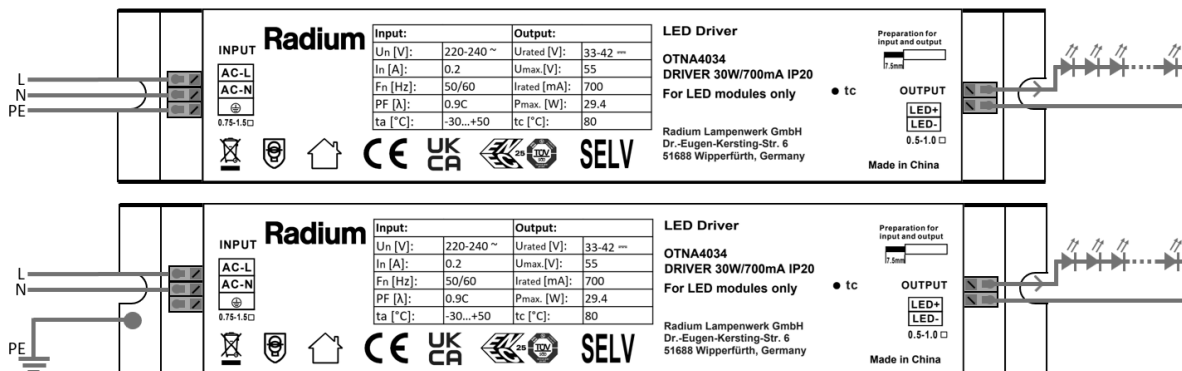 L
N
PE
INPUT
AC-L
AC-N
0.75-1.5□
Radium
Input: Output:
Un [V]: 220-240 ~ Urated [V]: 33-42 ⎓
In [A]: 0.2 Umax.[V]: 55
Fn [Hz]: 50/60 Irated [mA]: 700
PF [λ]: 0.9C Pmax. [W]: 29.4
ta [°C]: -30...+50 tc [°C]: 80
CE UK CA 25 SELV
LED Driver
OTNA4034
DRIVER 30W/700mA IP20
For LED modules only
● tc
Radium Lampenwerk GmbH
Dr.-Eugen-Kersting-Str. 6
51688 Wipperfürth, Germany
Preparation for
input and output
7.5mm
OUTPUT
LED+
LED-
0.5-1.0 □
Made in China
L
N
PE
INPUT
AC-L
AC-N
0.75-1.5□
Radium
Input: Output:
Un [V]: 220-240 ~ Urated [V]: 33-42 ⎓
In [A]: 0.2 Umax.[V]: 55
Fn [Hz]: 50/60 Irated [mA]: 700
PF [λ]: 0.9C Pmax. [W]: 29.4
ta [°C]: -30...+50 tc [°C]: 80
CE UK CA 25 SELV
LED Driver
OTNA4034
DRIVER 30W/700mA IP20
For LED modules only
● tc
Radium Lampenwerk GmbH
Dr.-Eugen-Kersting-Str. 6
51688 Wipperfürth, Germany
Preparation for
input and output
7.5mm
OUTPUT
LED+
LED-
0.5-1.0 □
Made in China